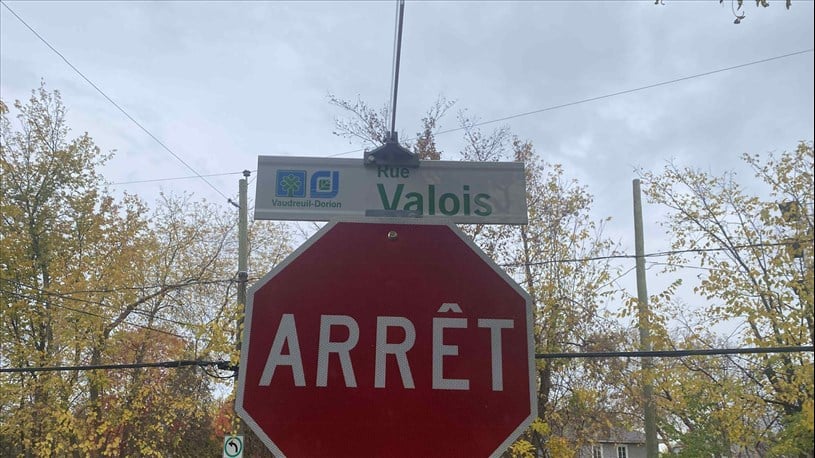 Rue
Valois
Vaudreuil-Dorion
ARRÊT